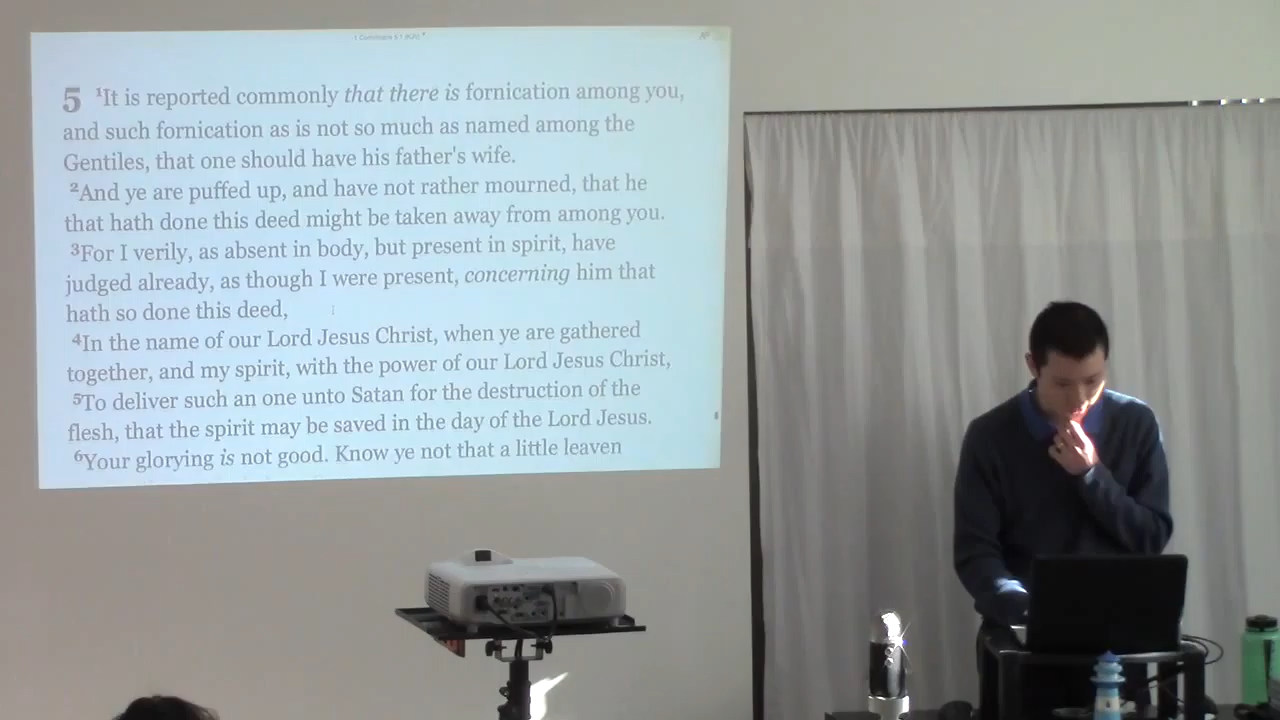 1 Corinthians 5:1 (KJV)
AP
5 1It is reported commonly that there is fornication among you,
and such fornication as is not so much as named among the
Gentiles, that one should have his father's wife.
2And ye are puffed up, and have not rather mourned, that he
that hath done this deed might be taken away from among you.
3For I verily, as absent in body, but present in spirit, have
judged already, as though I were present, concerning him that
hath so done this deed,
4In the name of our Lord Jesus Christ, when ye are gathered
together, and my spirit, with the power of our Lord Jesus Christ,
5To deliver such an one unto Satan for the destruction of the
flesh, that the spirit may be saved in the day of the Lord Jesus.
6Your glorying is not good. Know ye not that a little leaven